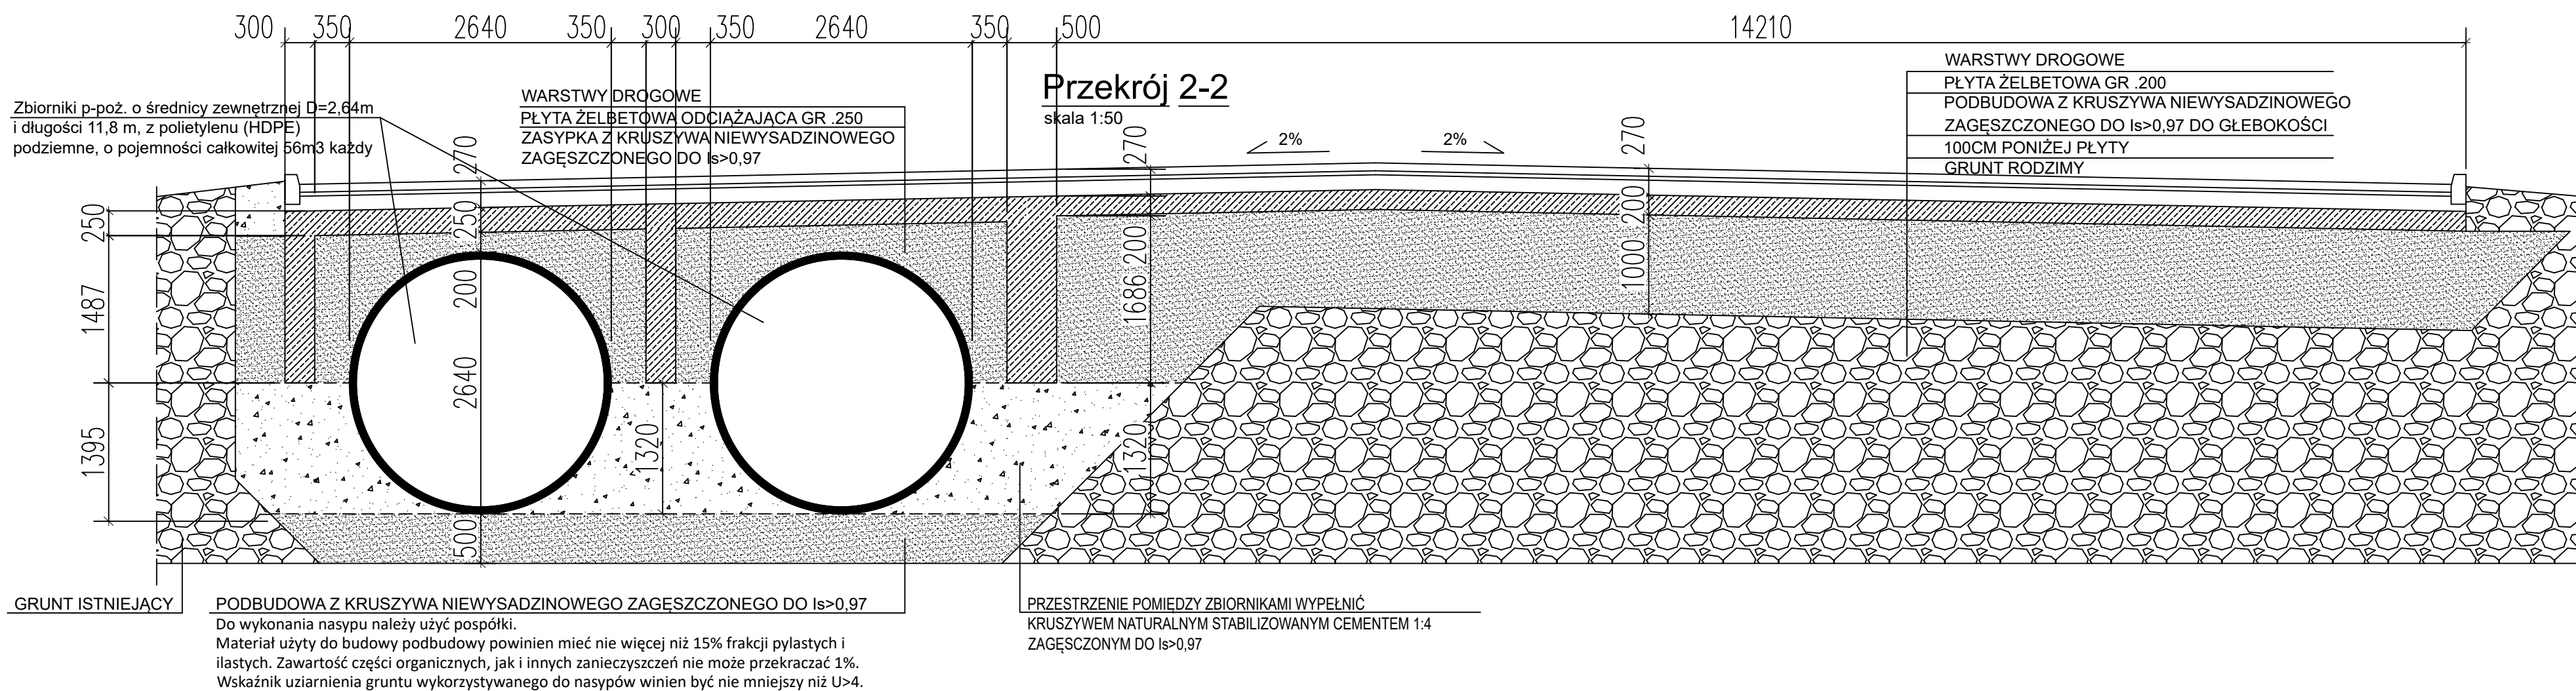 300 350 2640 350 300 350 2640 350 500 14210
Przekrój 2-2
skala 1:50
Zbiorniki p-poż. o średnicy zewnętrznej D=2,64m
i długości 11,8 m, z polietylenu (HDPE)
podziemne, o pojemności całkowitej 56m3 każdy
WARSTWY DROGOWE
PŁYTA ŻELBETOWA ODCIĄŻAJĄCA GR .250
ZASYPKA Z KRUSZYWA NIEWYSADZINOWEGO
ZAGĘSZCZONEGO DO Is>0,97
WARSTWY DROGOWE
PŁYTA ŻELBETOWA GR .200
PODBUDOWA Z KRUSZYWA NIEWYSADZINOWEGO
ZAGĘSZCZONEGO DO Is>0,97 DO GŁEBOKOŚCI
100CM PONIŻEJ PŁYTY
GRUNT RODZIMY
2% 2%
250
1487
1395
270
250
200
2640
500
1320
270
200
1686
1320
270
200
1000
GRUNT ISTNIEJĄCY
PODBUDOWA Z KRUSZYWA NIEWYSADZINOWEGO ZAGĘSZCZONEGO DO Is>0,97
Do wykonania nasypu należy użyć pospółki.
Materiał użyty do budowy podbudowy powinien mieć nie więcej niż 15% frakcji pylastych i
ilastych. Zawartość części organicznych, jak i innych zanieczyszczeń nie może przekraczać 1%.
Wskaźnik uziarnienia gruntu wykorzystywanego do nasypów winien być nie mniejszy niż U>4.
PRZESTRZENIE POMIĘDZY ZBIORNIKAMI WYPEŁNIĆ
KRUSZYWEM NATURALNYM STABILIZOWANYM CEMENTEM 1:4
ZAGĘSCZONYM DO Is>0,97